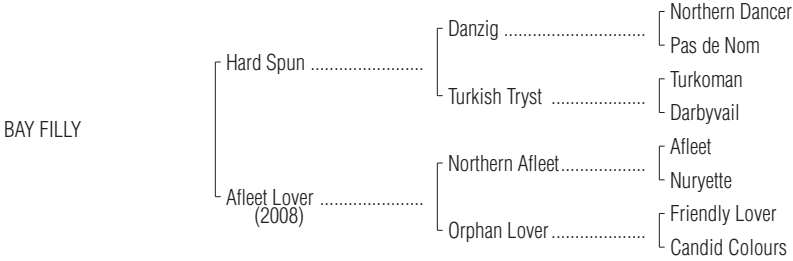 Northern Dancer
Danzig ..............................
Pas de Nom
Hard Spun ........................
Turkoman
Turkish Tryst ....................
Darbyvail
BAY FILLY
Afleet
Northern Afleet..................
Nuryette
Afleet Lover ......................
(2008)
Friendly Lover
Orphan Lover....................
Candid Colours